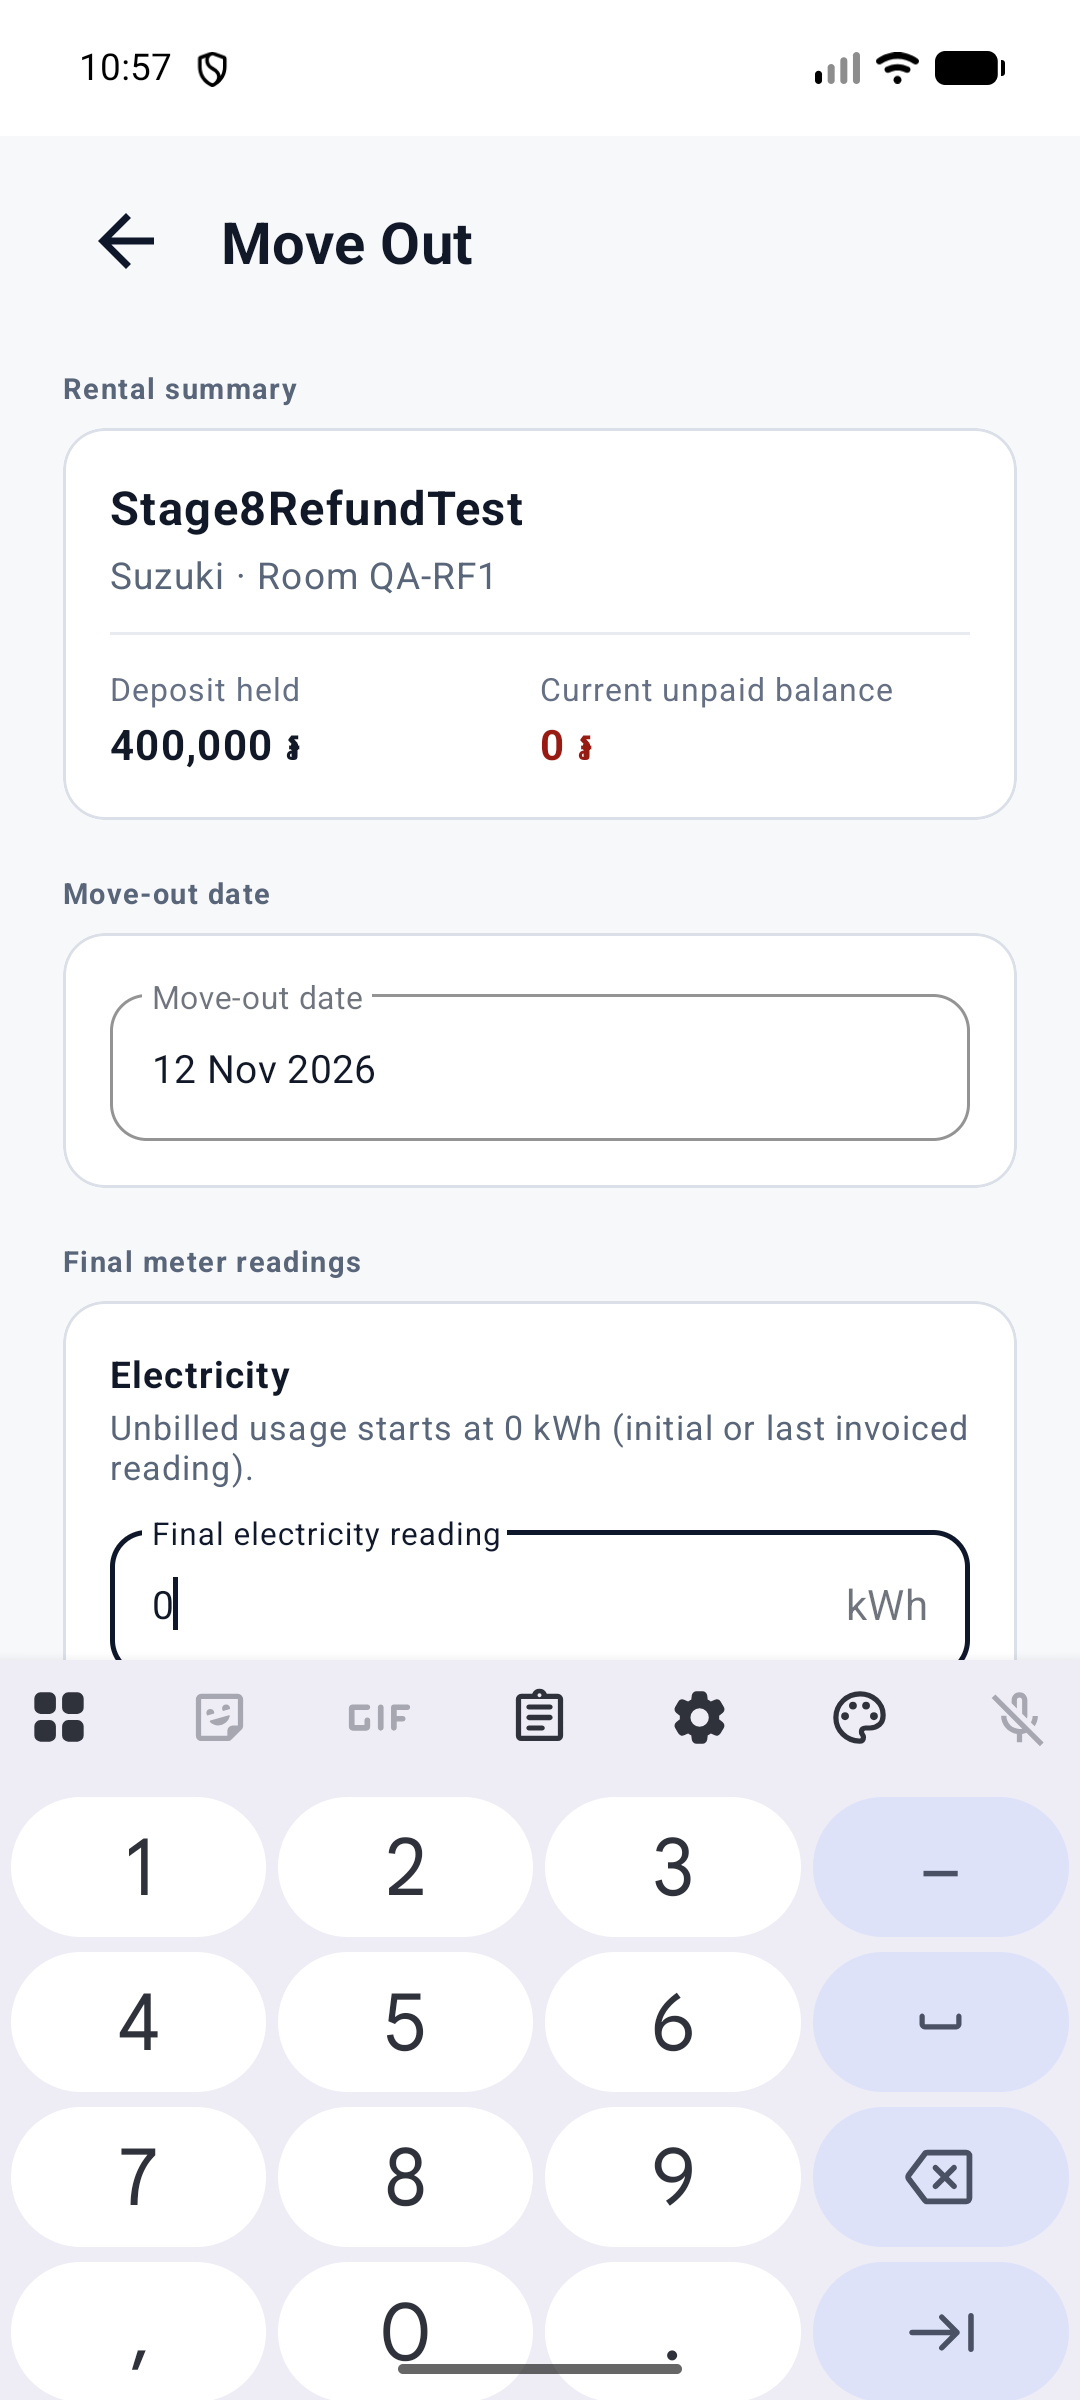 10:57
Move Out
Rental summary
Stage8RefundTest
Suzuki · Room QA-RF1
Deposit held
Current unpaid balance
400,000 ៛
0 ៛
Move-out date
Move-out date
12 Nov 2026
Final meter readings
Electricity
Unbilled usage starts at 0 kWh (initial or last invoiced
reading).
Final electricity reading
0
kWh
GIF
1
2
3
–
4
5
6
7
8
9
,
0
.